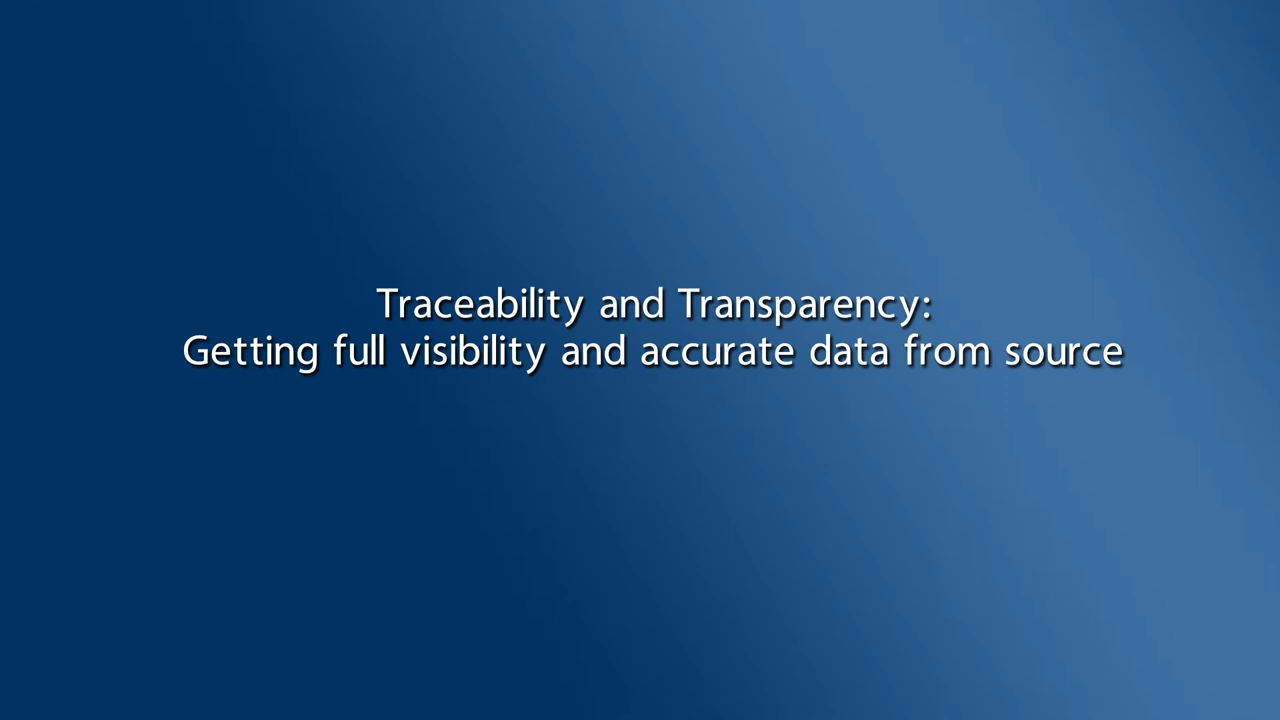 Traceability and Transparency:
Getting full visibility and accurate data from source